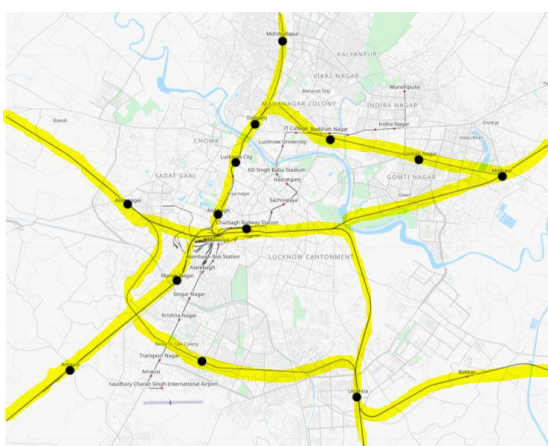 Mohibullapur
KALYANPUR
VIKAS NAGAR
Munshipulia
MAHANAGAR COLONY
INDIRA NAGAR
Daliganj
IT College
Badshah Nagar
Indira Nagar
CHOWK
Lucknow University
Lucknow City
Gomti Nagar
KD Singh Babu Stadium
SADAT GANJ
Hazratganj
GOMTI NAGAR
Malhaur
Sachivalaya
Alamnagar
Aishbagh
Charbagh Railway Station
Mawaiya
Alambagh Bus Station
LUCKNOW CANTONMENT
Alambagh
Manak Nagar
Singar Nagar
Krishna Nagar
Transport Nagar
Amausi
Amausi
Chaudhary Charan Singh International Airport
Utrahtia
Bakkas